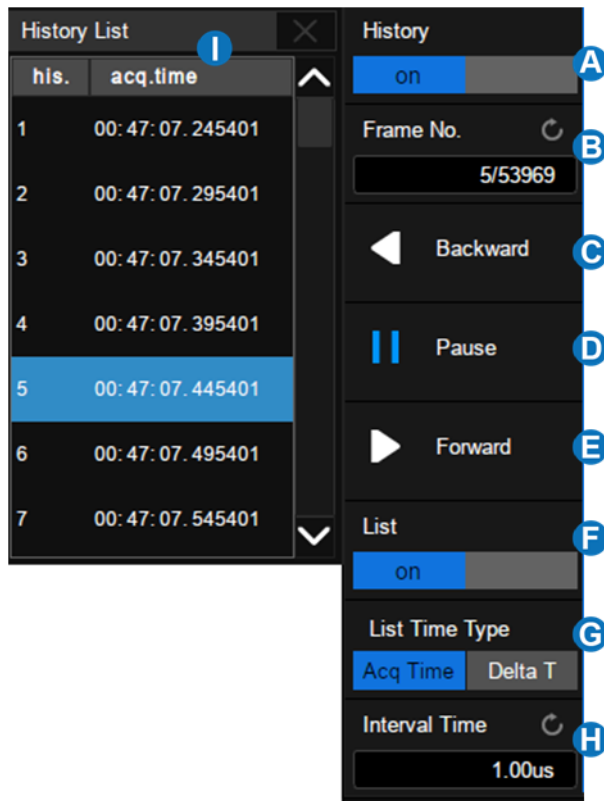 History List
I
his. acq.time
1 00:47:07.245401
2 00:47:07.295401
3 00:47:07.345401
4 00:47:07.395401
5 00:47:07.445401
6 00:47:07.495401
7 00:47:07.545401
History
on
A
Frame No.
B
5/53969
Backward
C
Pause
D
Forward
E
List
F
on
List Time Type
G
Acq Time Delta T
Interval Time
H
1.00us